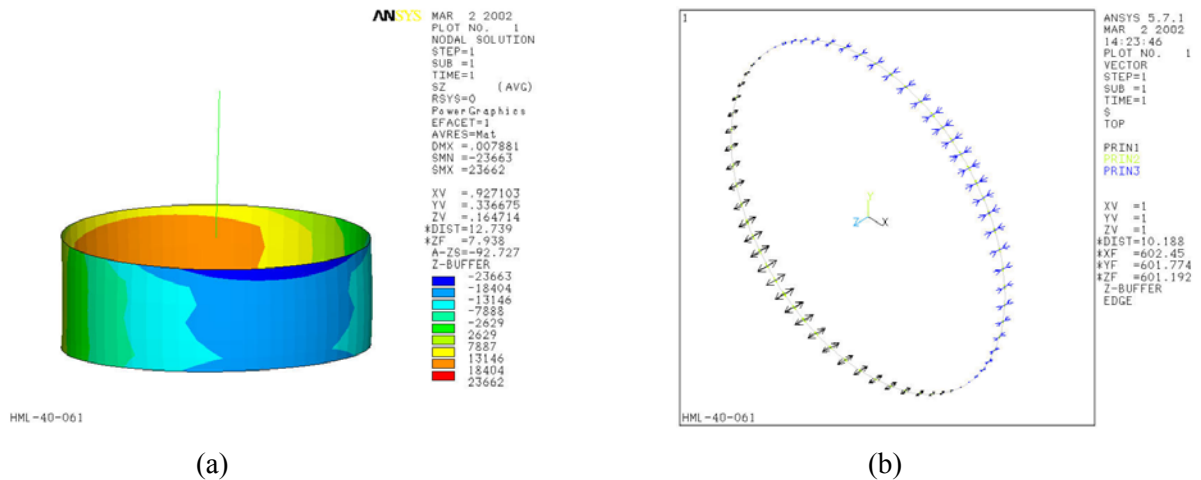 ANSYS
MAR 2 2002
PLOT NO. 1
NODAL SOLUTION
STEP=1
SUB =1
TIME=1
SZ (AVG)
RSYS=0
PowerGraphics
EFACET=1
AVRES=Mat
DMX =.007881
SMN =-23663
SMX =23662
XV =.927103
YV =.336675
ZV =.164714
*DIST=12.739
*ZF =7.938
A-ZS=-92.727
Z-BUFFER
-23663
-18404
-13146
-7888
-2629
2629
7887
13146
18404
23662
HML-40-061
(a)
1
ANSYS 5.7.1
MAR 2 2002
14:23:46
PLOT NO. 1
VECTOR
STEP=1
SUB =1
TIME=1
S
TOP
PRIN1
PRIN2
PRIN3
XV =1
YV =1
ZV =1
*DIST=10.188
*XF =602.45
*YF =601.774
*ZF =601.192
Z-BUFFER
EDGE
Y
Z
X
HML-40-061
(b)